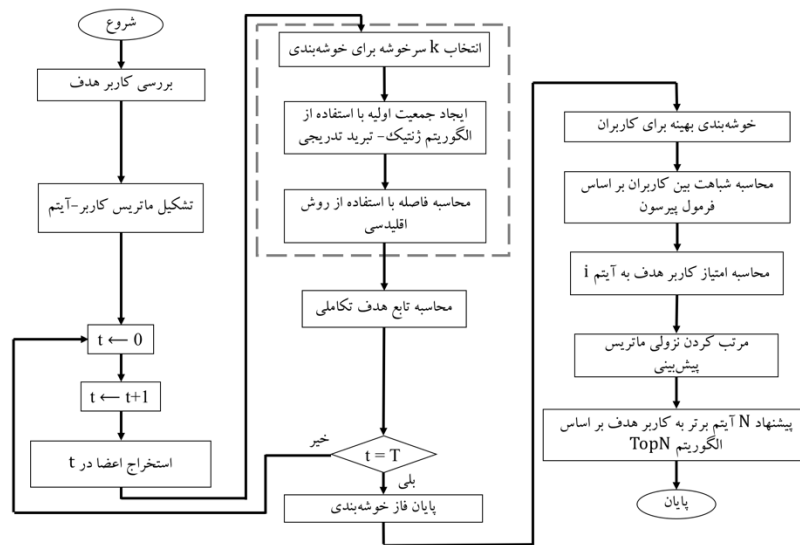 شروع
بررسی کاربر هدف
تشکیل ماتریس کاربر-آیتم
t ← 0
t ← t+1
استخراج اعضا در t
انتخاب k سرخوشه برای خوشه‌بندی
ایجاد جمعیت اولیه با استفاده از
الگوریتم ژنتیک- تبرید تدریجی
محاسبه فاصله با استفاده از روش
اقلیدسی
محاسبه تابع هدف تکاملی
t = T
خیر
بلی
پایان فاز خوشه‌بندی
خوشه‌بندی بهینه برای کاربران
محاسبه شباهت بین کاربران بر اساس
فرمول پیرسون
محاسبه امتیاز کاربر هدف به آیتم i
مرتب کردن نزولی ماتریس
پیش‌بینی
پیشنهاد N آیتم برتر به کاربر هدف بر اساس
الگوریتم TopN
پایان